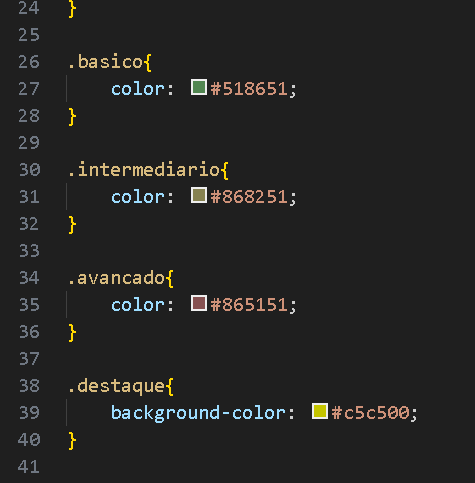 24 }
25
26 .basico{
27 color: #518651;
28 }
29
30 .intermediario{
31 color: #868251;
32 }
33
34 .avancado{
35 color: #865151;
36 }
37
38 .destaque{
39 background-color: #c5c500;
40 }
41